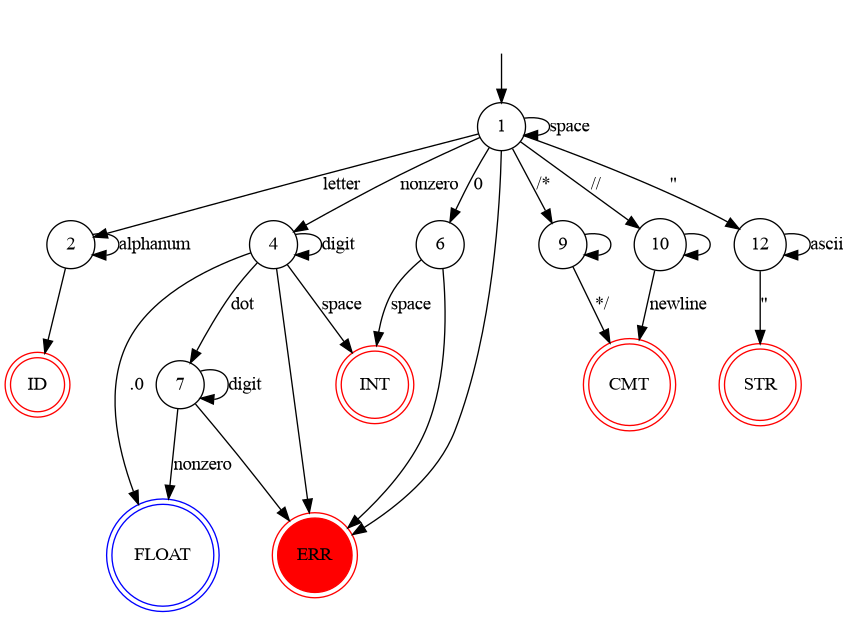 1
space
letter
nonzero
0
/*
//
"
2
alphanum
4
digit
6
9
10
12
ascii
dot
space
space
*/
newline
"
ID
.0
7
digit
INT
CMT
STR
nonzero
FLOAT
ERR